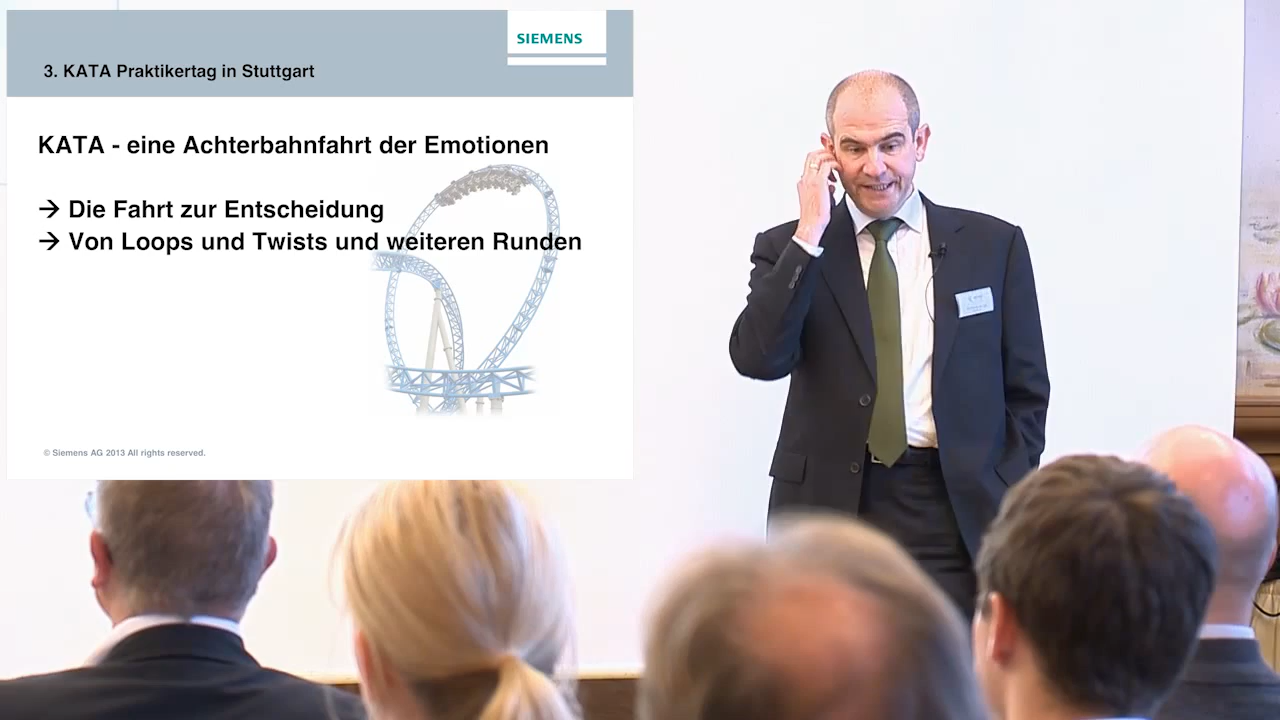 SIEMENS
3. KATA Praktikertag in Stuttgart
KATA - eine Achterbahnfahrt der Emotionen
→ Die Fahrt zur Entscheidung
→ Von Loops und Twists und weiteren Runden
© Siemens AG 2013 All rights reserved.